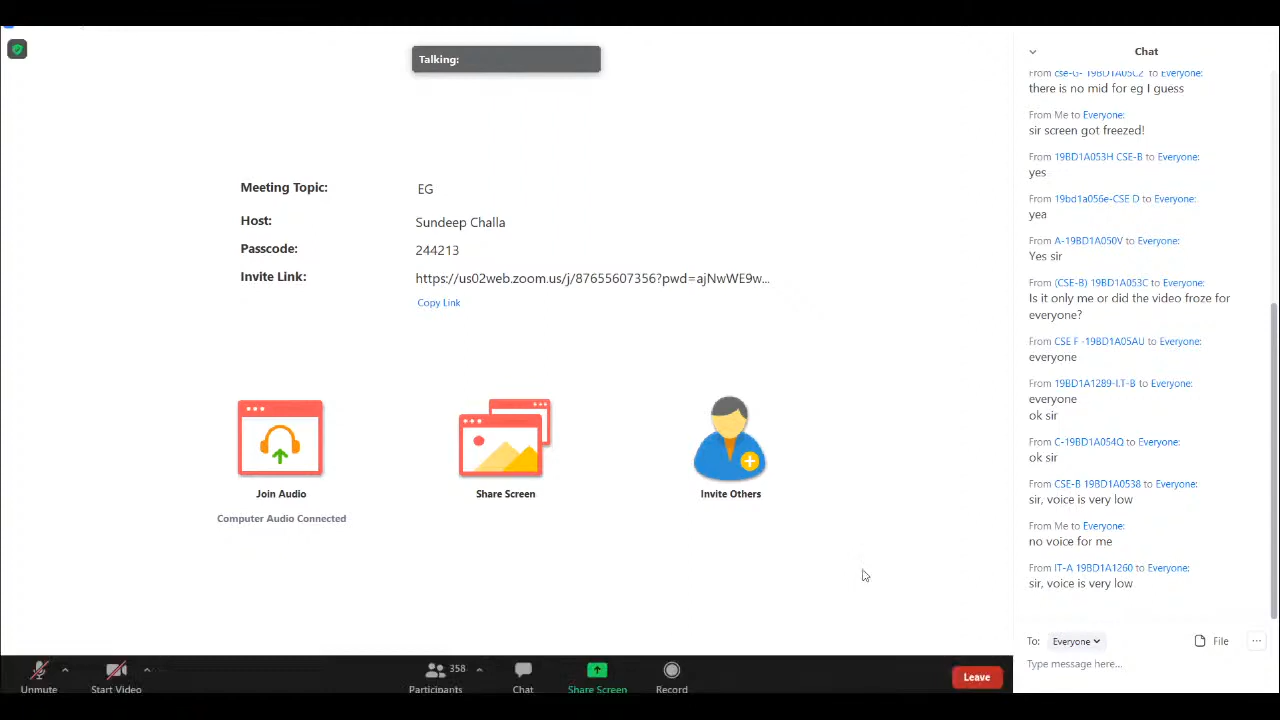 Talking:
Meeting Topic: EG
Host: Sundeep Challa
Passcode: 244213
Invite Link: https://us02web.zoom.us/j/87655607356?pwd=ajNwWE9w...
Copy Link
Join Audio
Computer Audio Connected
Share Screen
Invite Others
Chat
From cse-G- 19BD1A05C2 to Everyone:
there is no mid for eg I guess
From Me to Everyone:
sir screen got freezed!
From 19BD1A053H CSE-B to Everyone:
yes
From 19bd1a056e-CSE D to Everyone:
yea
From A-19BD1A050V to Everyone:
Yes sir
From (CSE-B) 19BD1A053C to Everyone:
Is it only me or did the video froze for
everyone?
From CSE F -19BD1A05AU to Everyone:
everyone
From 19BD1A1289-I.T-B to Everyone:
everyone
ok sir
From C-19BD1A054Q to Everyone:
ok sir
From CSE-B 19BD1A0538 to Everyone:
sir, voice is very low
From Me to Everyone:
no voice for me
From IT-A 19BD1A1260 to Everyone:
sir, voice is very low
To: Everyone File ...
Type message here...
Unmute
Start Video
Participants 358
Chat
Share Screen
Record
Leave